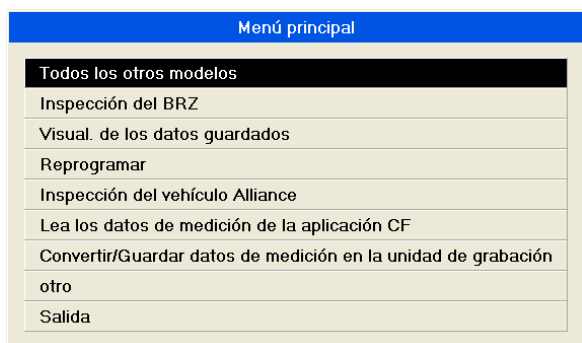 Menú principal
Todos los otros modelos
Inspección del BRZ
Visual. de los datos guardados
Reprogramar
Inspección del vehículo Alliance
Lea los datos de medición de la aplicación CF
Convertir/Guardar datos de medición en la unidad de grabación
otro
Salida